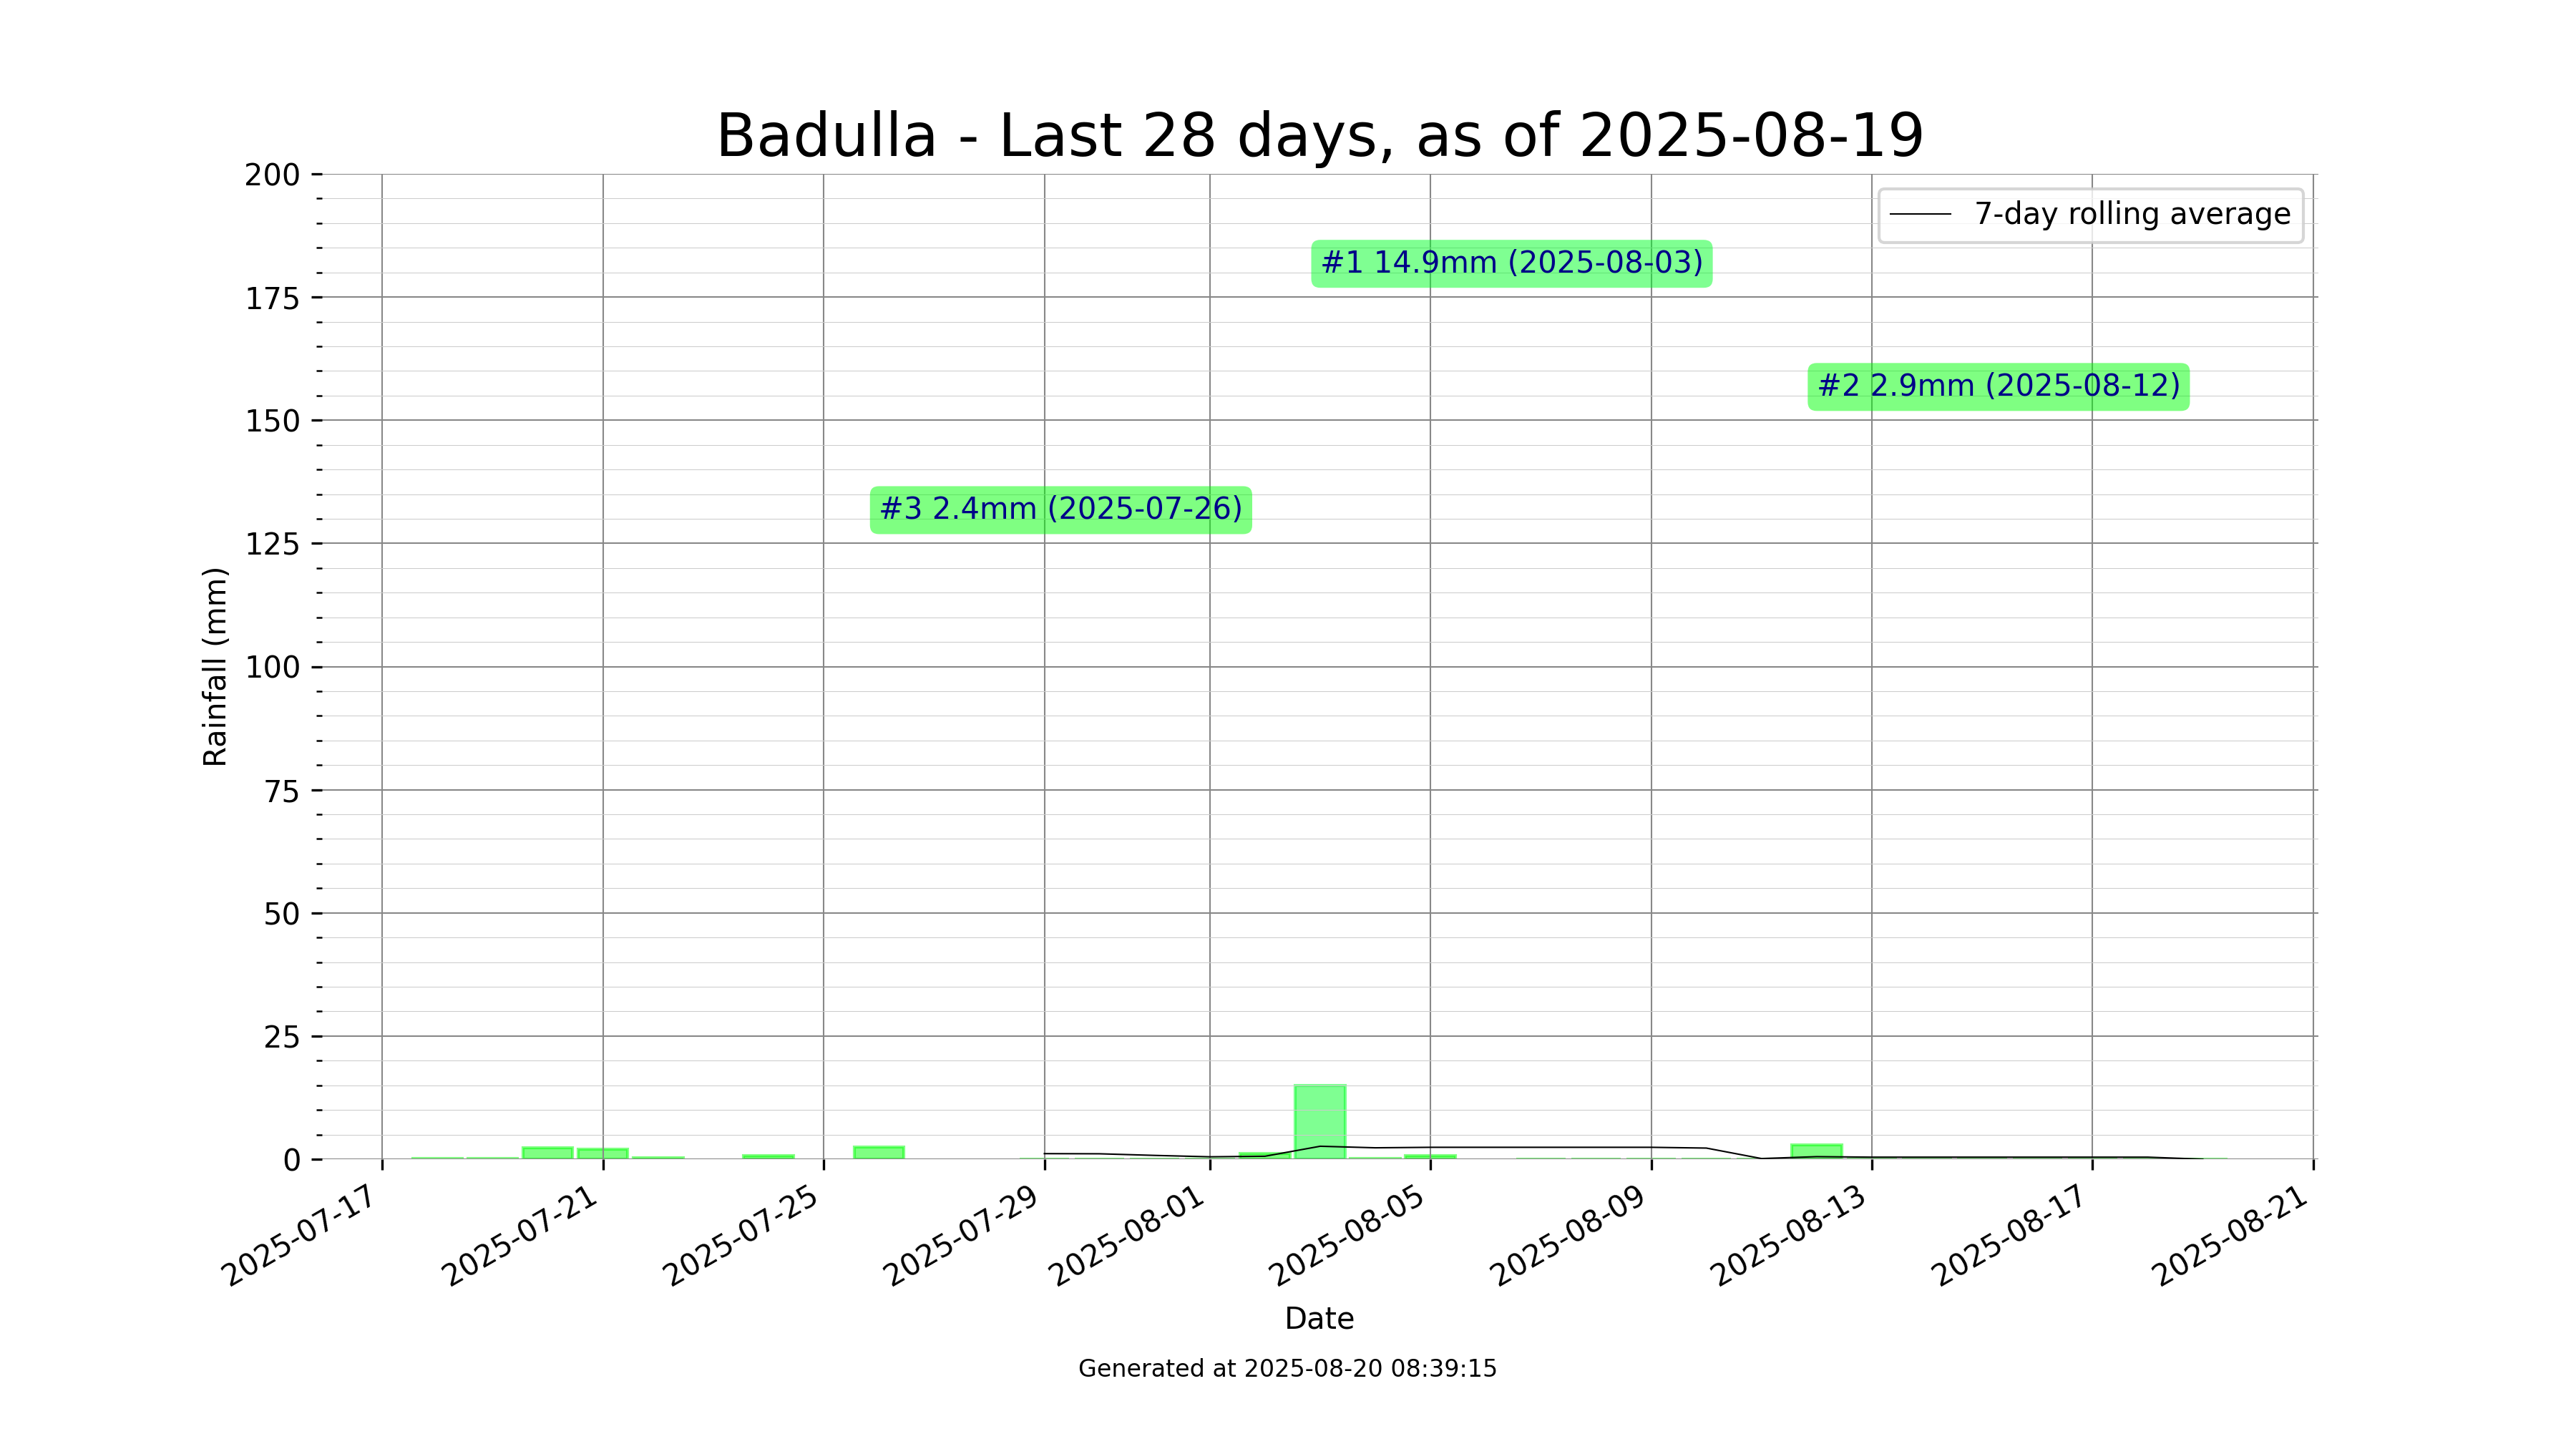 Badulla - Last 28 days, as of 2025-08-19
200
175
150
125
100
75
50
25
0
Rainfall (mm)
7-day rolling average
#1 14.9mm (2025-08-03)
#2 2.9mm (2025-08-12)
#3 2.4mm (2025-07-26)
2025-07-17
2025-07-21
2025-07-25
2025-07-29
2025-08-01
2025-08-05
2025-08-09
2025-08-13
2025-08-17
2025-08-21
Date
Generated at 2025-08-20 08:39:15